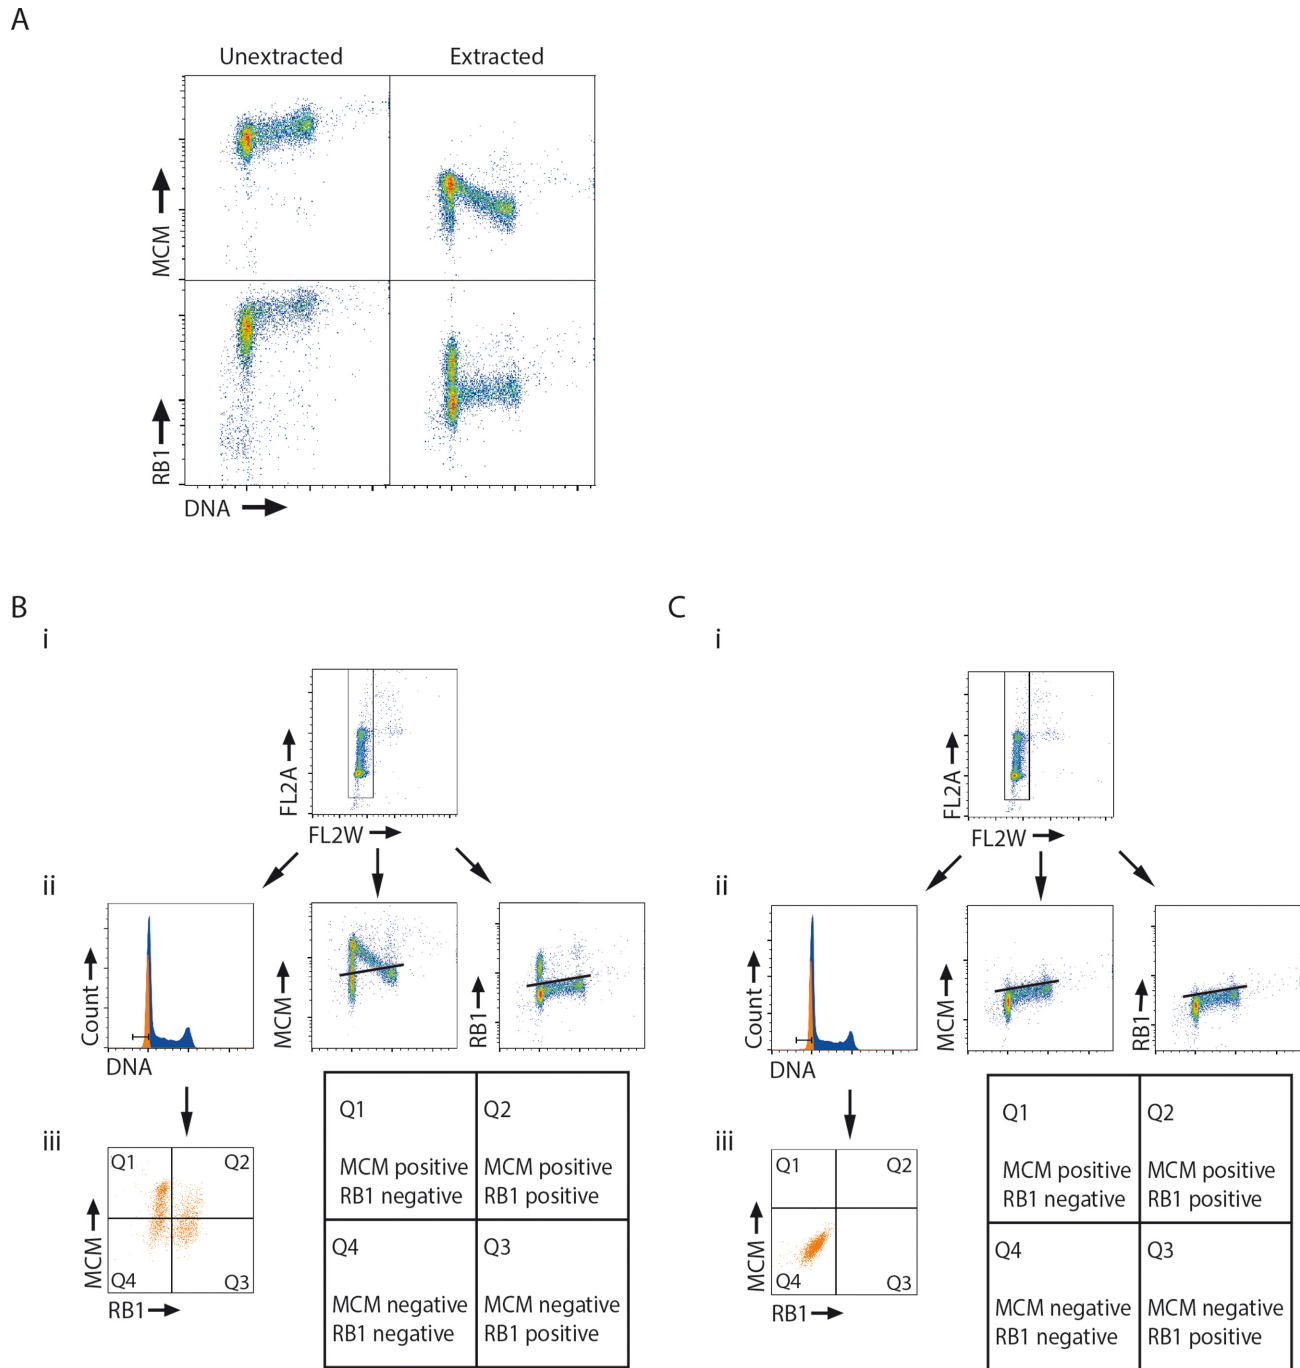 A
Unextracted Extracted
MCM
RB1
DNA
B
i
FL2A
FL2W
ii
Count
DNA
MCM
RB1
iii
Q1 Q2
Q4 Q3
MCM
RB1
Q1
MCM positive
RB1 negative
Q2
MCM positive
RB1 positive
Q4
MCM negative
RB1 negative
Q3
MCM negative
RB1 positive
C
i
FL2A
FL2W
ii
Count
DNA
MCM
RB1
iii
Q1 Q2
Q4 Q3
MCM
RB1
Q1
MCM positive
RB1 negative
Q2
MCM positive
RB1 positive
Q4
MCM negative
RB1 negative
Q3
MCM negative
RB1 positive